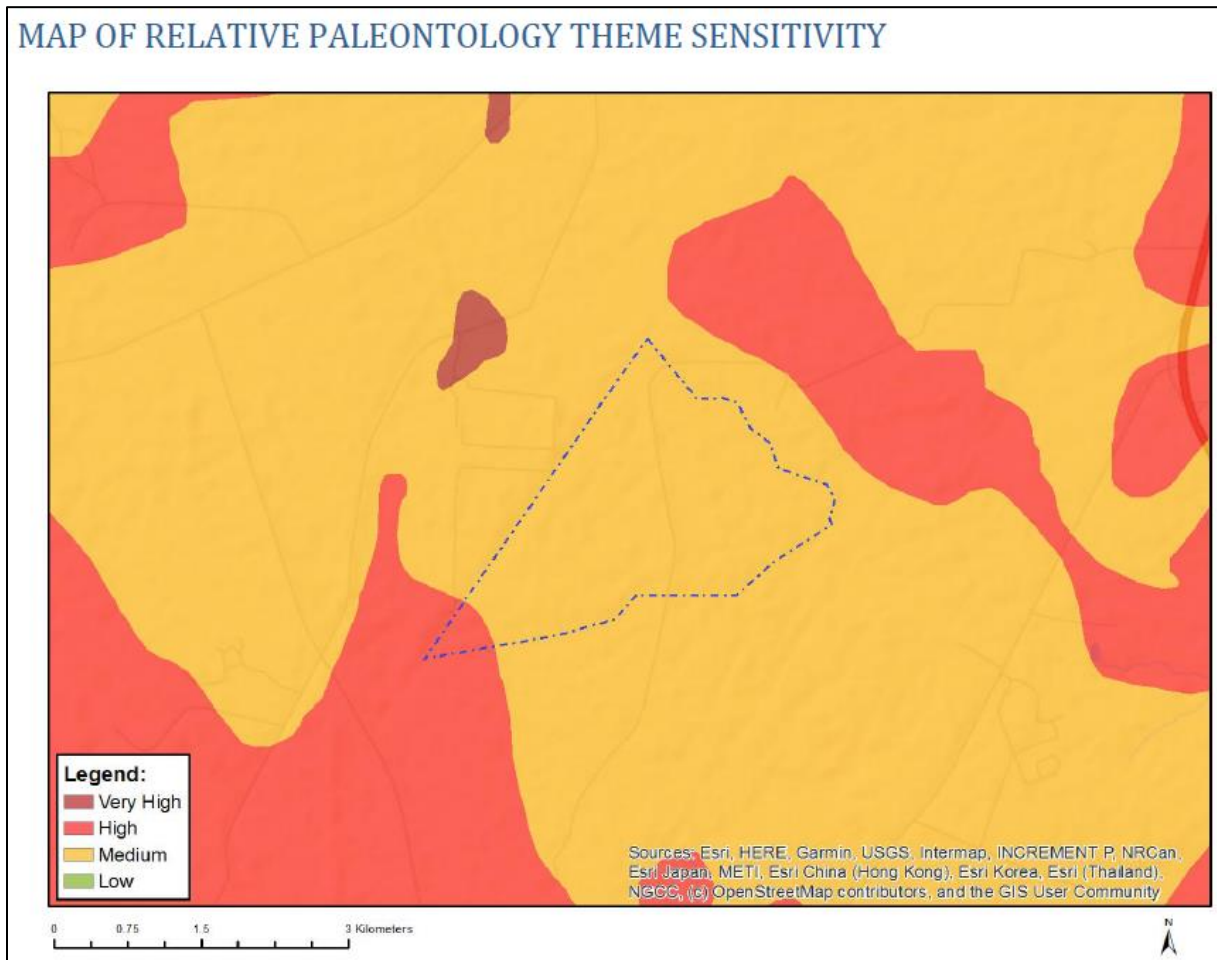 MAP OF RELATIVE PALEONTOLOGY THEME SENSITIVITY
Legend:
Very High
High
Medium
Low
Sources: Esri, HERE, Garmin, USGS, Intermap, INCREMENT P, NRCan,
Esri Japan, METI, Esri China (Hong Kong), Esri Korea, Esri (Thailand),
NGCC, (c) OpenStreetMap contributors, and the GIS User Community
0 0.75 1.5 3 Kilometers
N